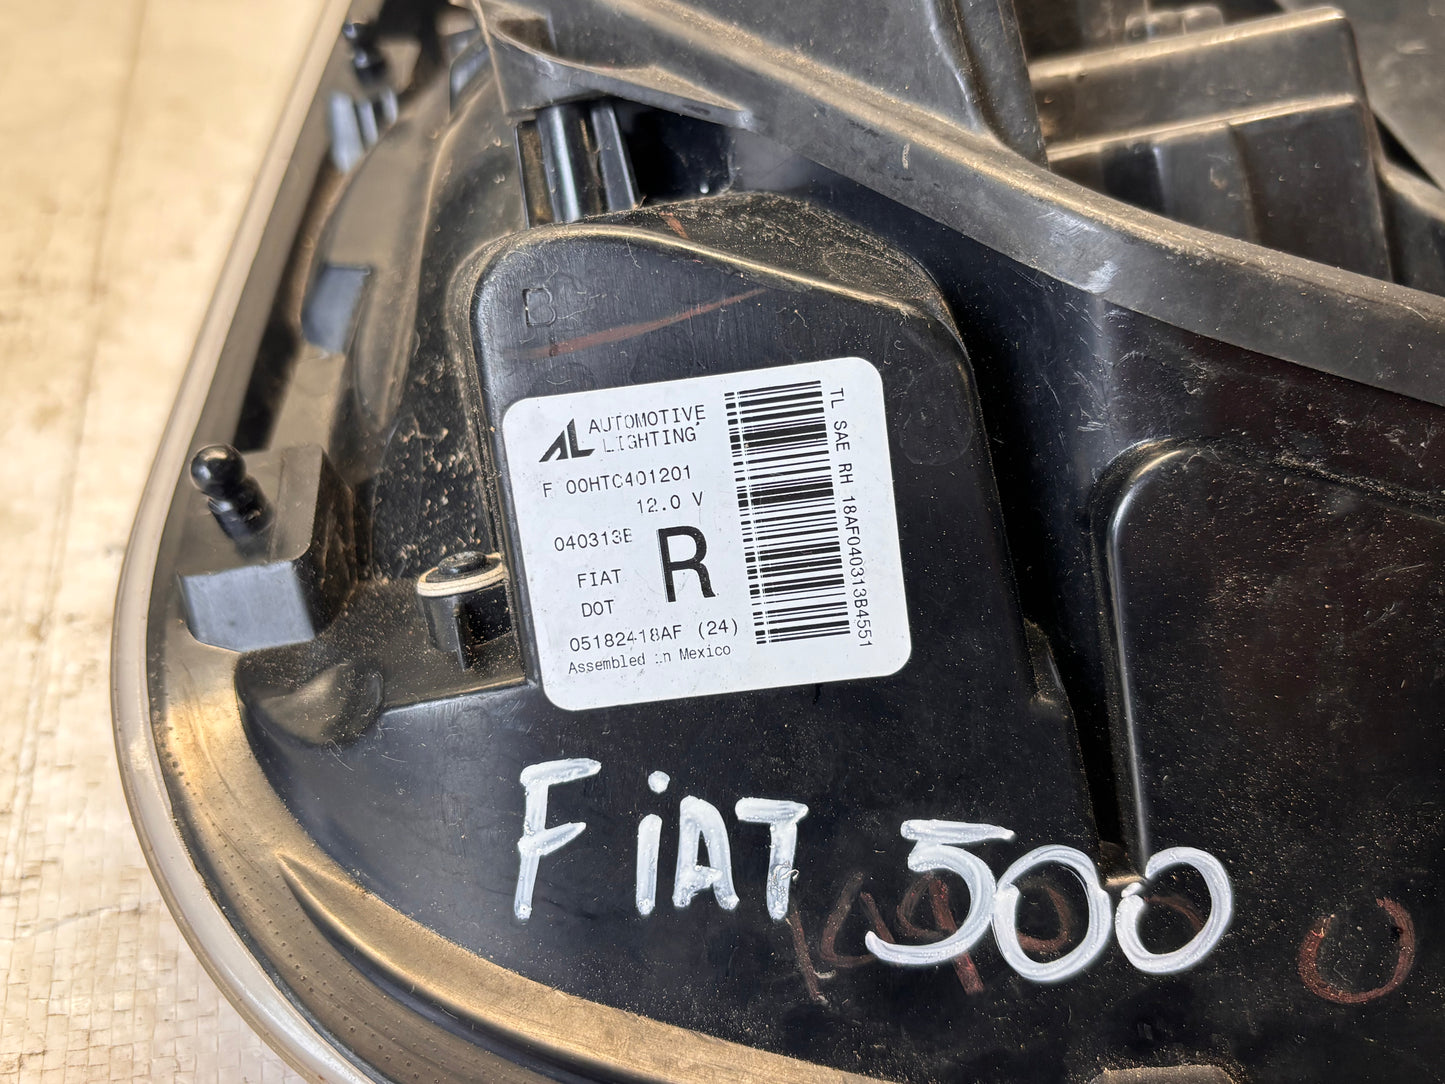 AL AUTOMOTIVE
LIGHTING
F 00HTC401201
12.0 V
040313E
R
FIAT
DOT
05182418AF (24)
Assembled in Mexico
TL SAE RH 18AF040313B4551
FiAT 500